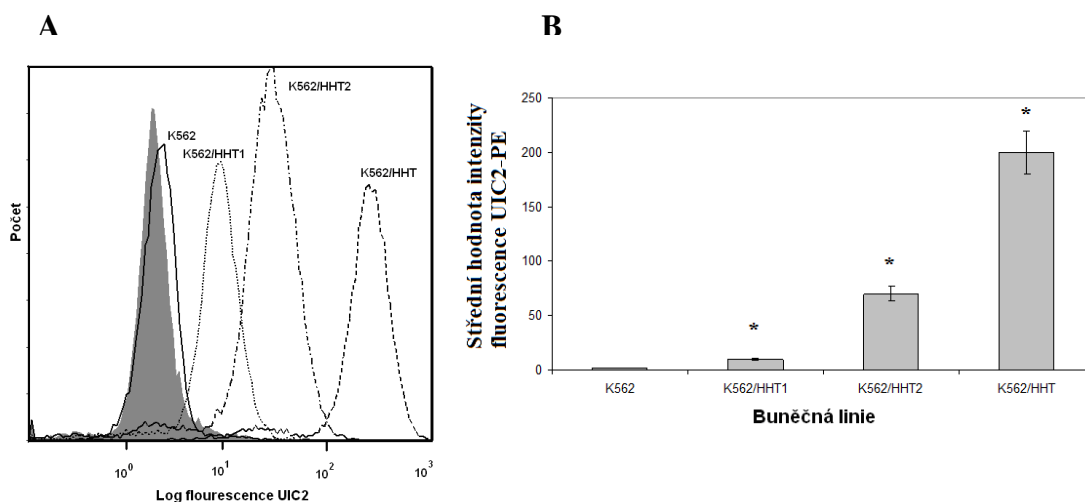 A
K562/HHT2
K562
K562/HHT1
K562/HHT
Počet
10⁰ 10¹ 10² 10³
Log flourescence UIC2
B
Střední hodnota intenzity
fluorescence UIC2-PE
250
200
150
100
50
0
*
*
*
K562 K562/HHT1 K562/HHT2 K562/HHT
Buněčná linie